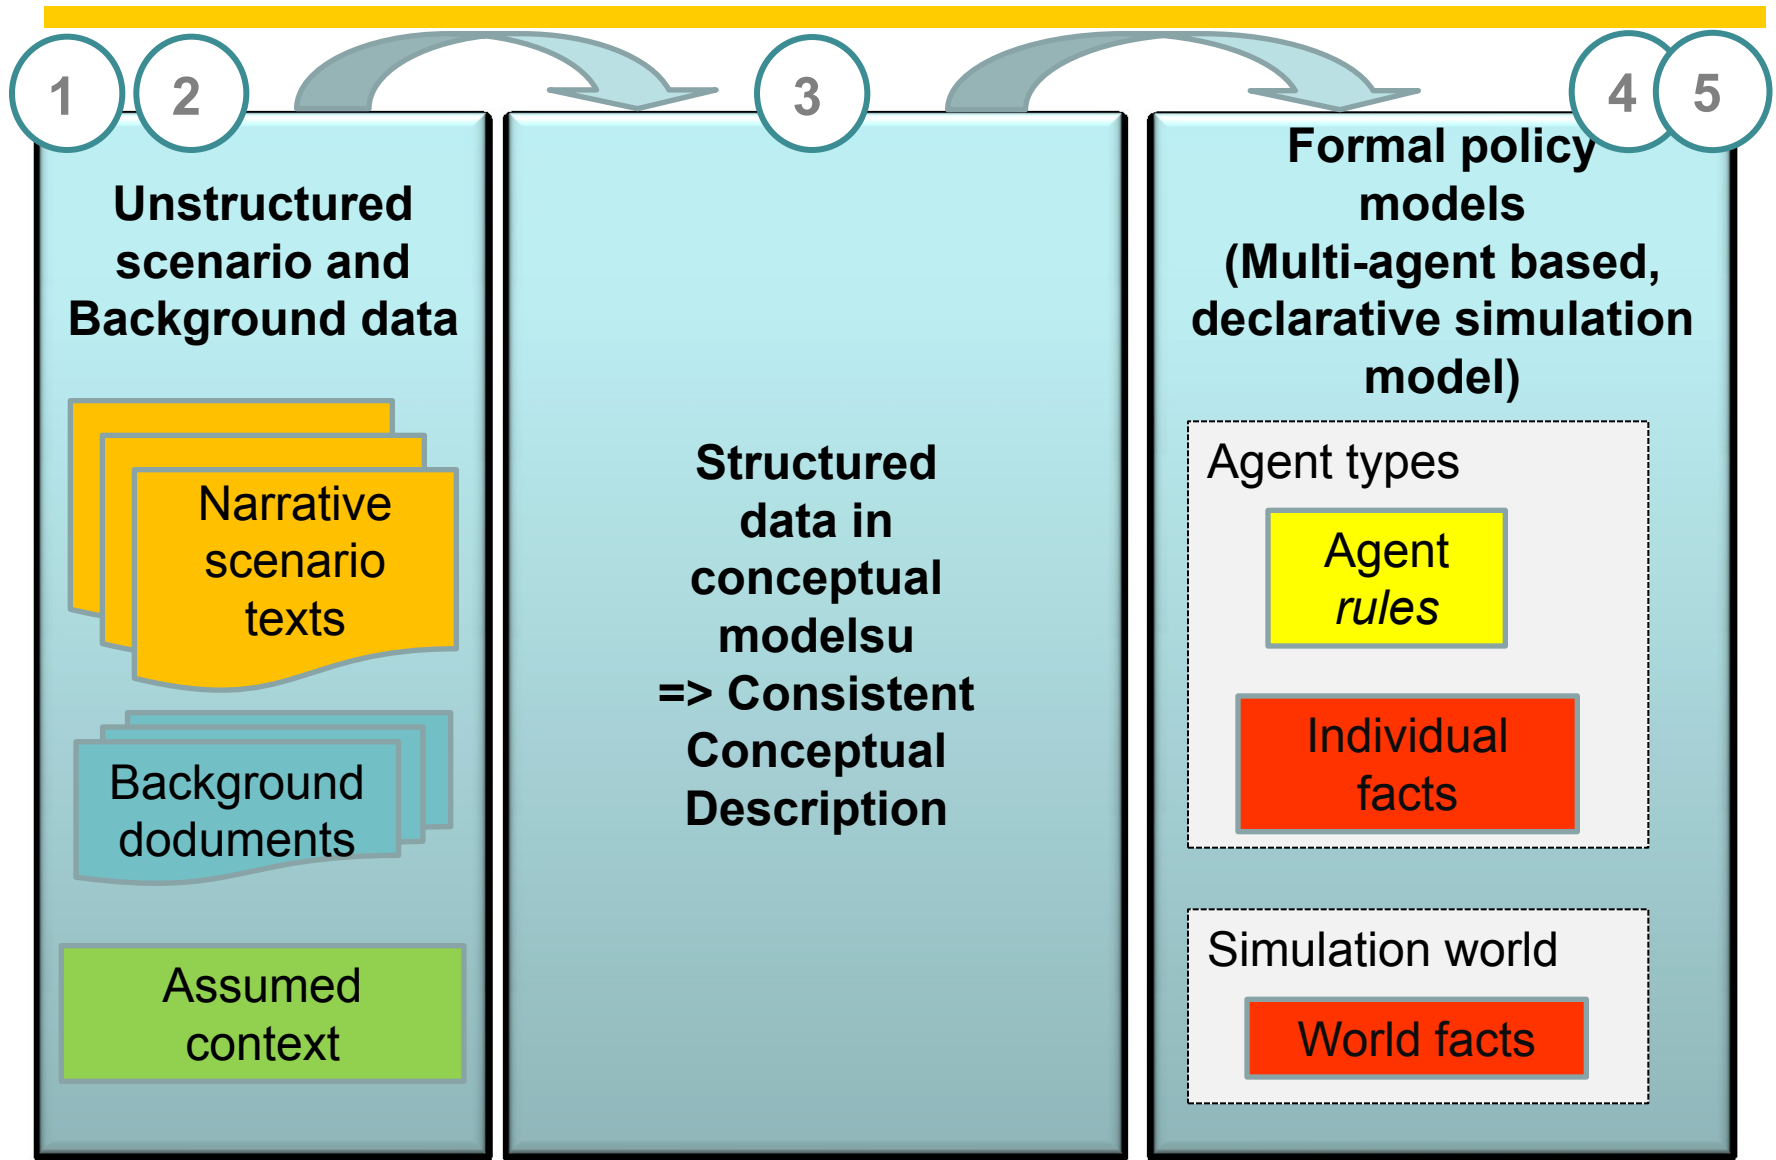 1
2
3
4
5
Unstructured
scenario and
Background data
Narrative
scenario
texts
Background
doduments
Assumed
context
Structured
data in
conceptual
modelsu
=> Consistent
Conceptual
Description
Formal policy
models
(Multi-agent based,
declarative simulation
model)
Agent types
Agent
rules
Individual
facts
Simulation world
World facts